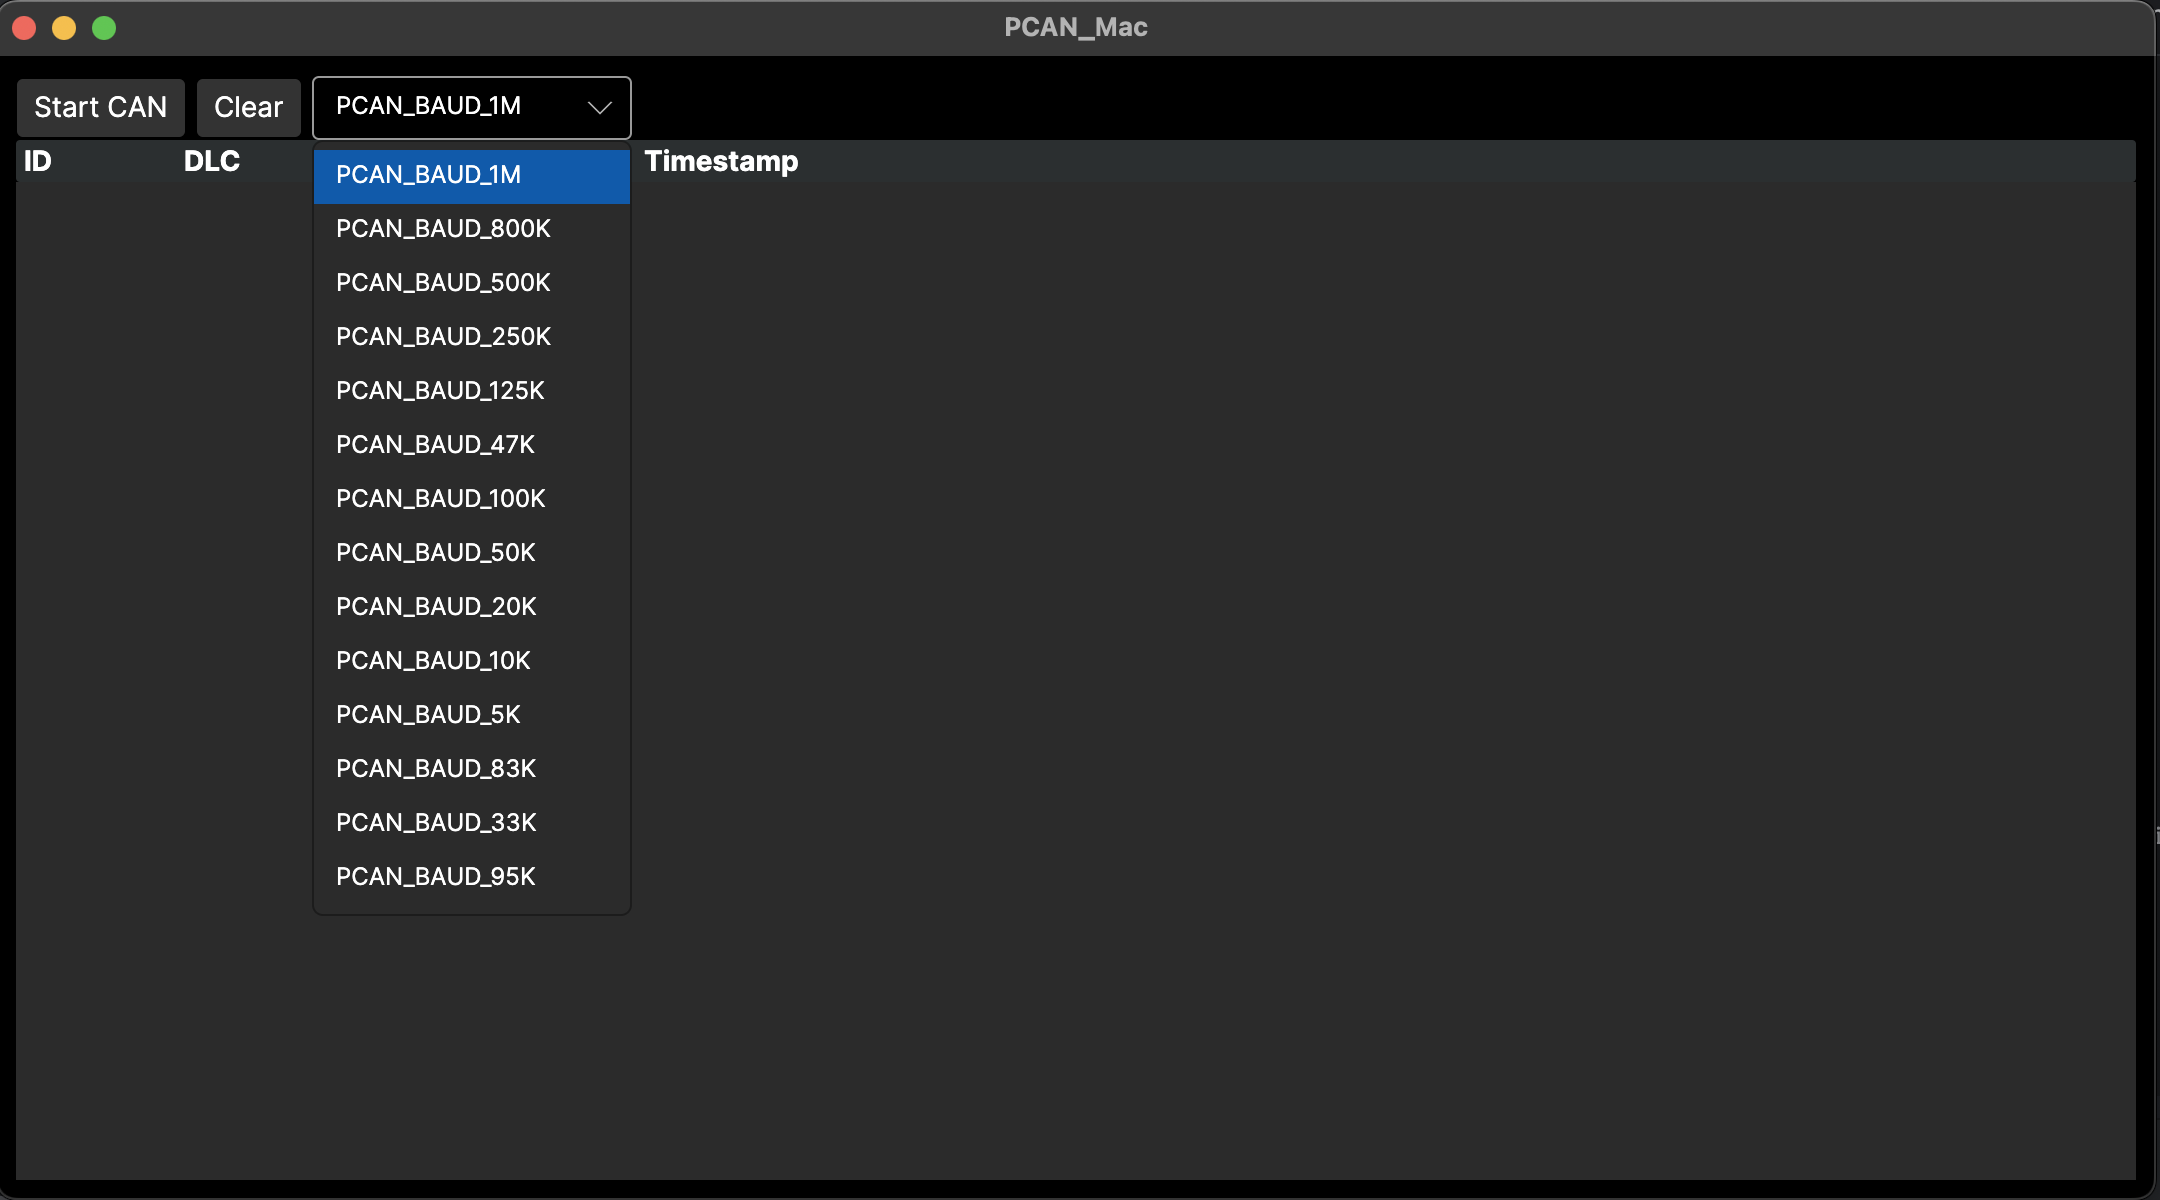 PCAN_Mac
Start CAN Clear PCAN_BAUD_1M
ID DLC Timestamp
PCAN_BAUD_1M
PCAN_BAUD_800K
PCAN_BAUD_500K
PCAN_BAUD_250K
PCAN_BAUD_125K
PCAN_BAUD_47K
PCAN_BAUD_100K
PCAN_BAUD_50K
PCAN_BAUD_20K
PCAN_BAUD_10K
PCAN_BAUD_5K
PCAN_BAUD_83K
PCAN_BAUD_33K
PCAN_BAUD_95K